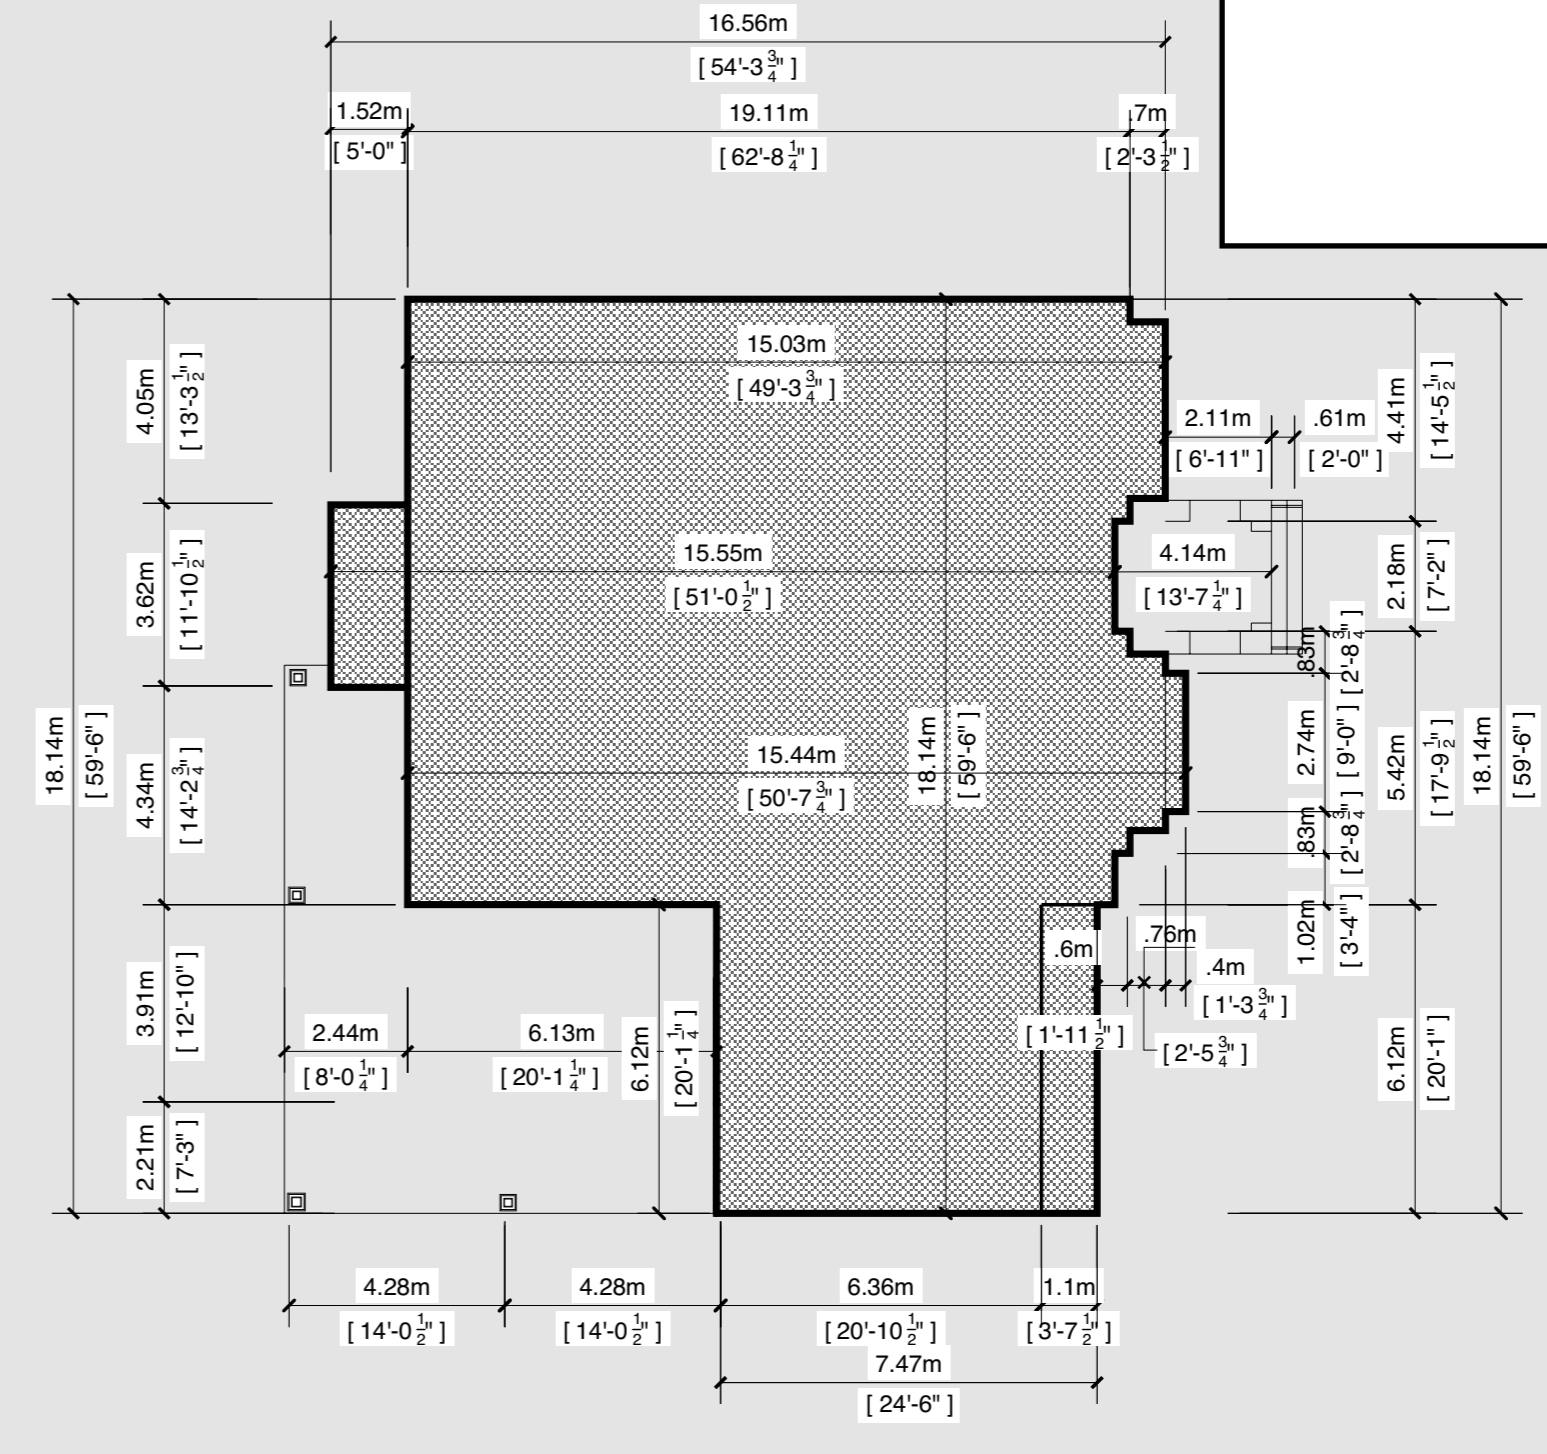 16.56m
[ 54'-3 3/4" ]
1.52m
[ 5'-0" ]
19.11m
[ 62'-8 1/4" ]
.7m
[ 2'-3 1/2" ]
15.03m
[ 49'-3 3/4" ]
4.05m
[ 13'-3 1/2" ]
4.41m
[ 14'-5 1/2" ]
2.11m
[ 6'-11" ]
.61m
[ 2'-0" ]
3.62m
[ 11'-10 1/2" ]
15.55m
[ 51'-0 1/2" ]
4.14m
[ 13'-7 1/4" ]
2.18m
[ 7'-2" ]
.83m
[ 2'-8 3/4" ]
18.14m
[ 59'-6" ]
4.34m
[ 14'-2 3/4" ]
15.44m
[ 50'-7 3/4" ]
18.14m
[ 59'-6" ]
2.74m
[ 9'-0" ]
5.42m
[ 17'-9 1/2" ]
18.14m
[ 59'-6" ]
.83m
[ 2'-8 3/4" ]
1.02m
[ 3'-4" ]
.6m
[ 1'-11 1/2" ]
.76m
[ 2'-5 3/4" ]
.4m
[ 1'-3 3/4" ]
3.91m
[ 12'-10" ]
2.44m
[ 8'-0 1/4" ]
6.13m
[ 20'-1 1/4" ]
6.12m
[ 20'-1 1/4" ]
6.12m
[ 20'-1" ]
2.21m
[ 7'-3" ]
4.28m
[ 14'-0 1/2" ]
4.28m
[ 14'-0 1/2" ]
6.36m
[ 20'-10 1/2" ]
1.1m
[ 3'-7 1/2" ]
7.47m
[ 24'-6" ]